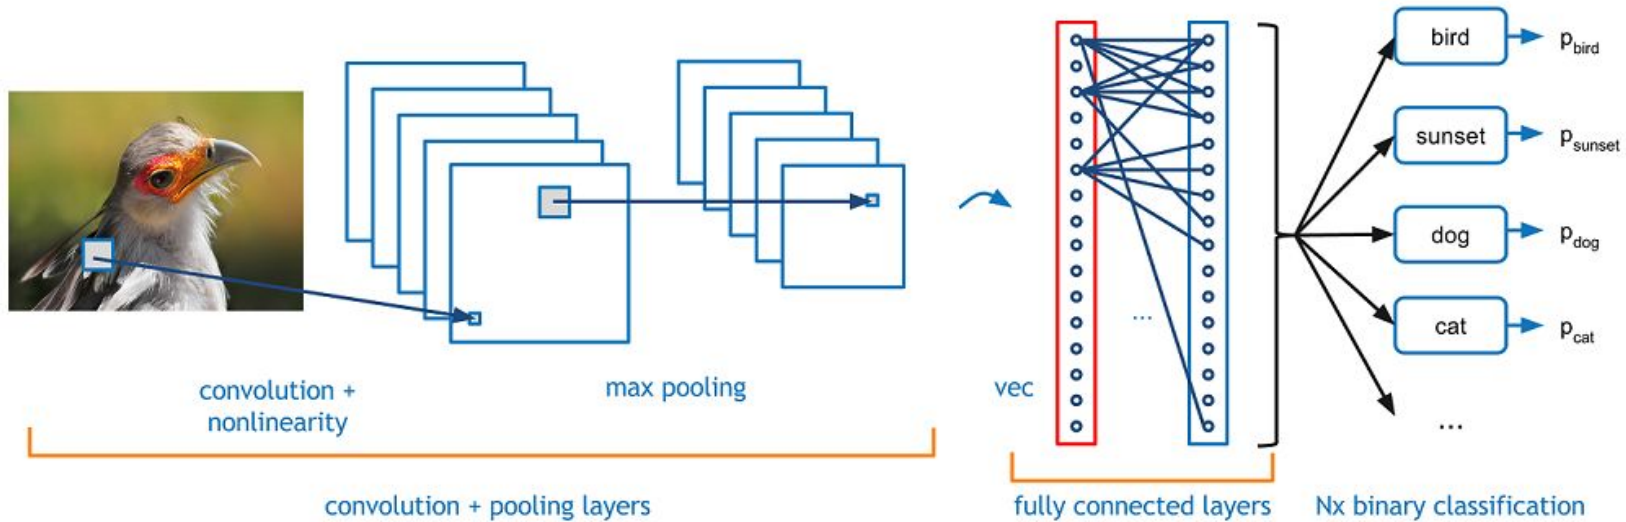 convolution +
nonlinearity
max pooling
vec
convolution + pooling layers
fully connected layers
Nx binary classification
...
bird
p_bird
sunset
p_sunset
dog
p_dog
cat
p_cat
...